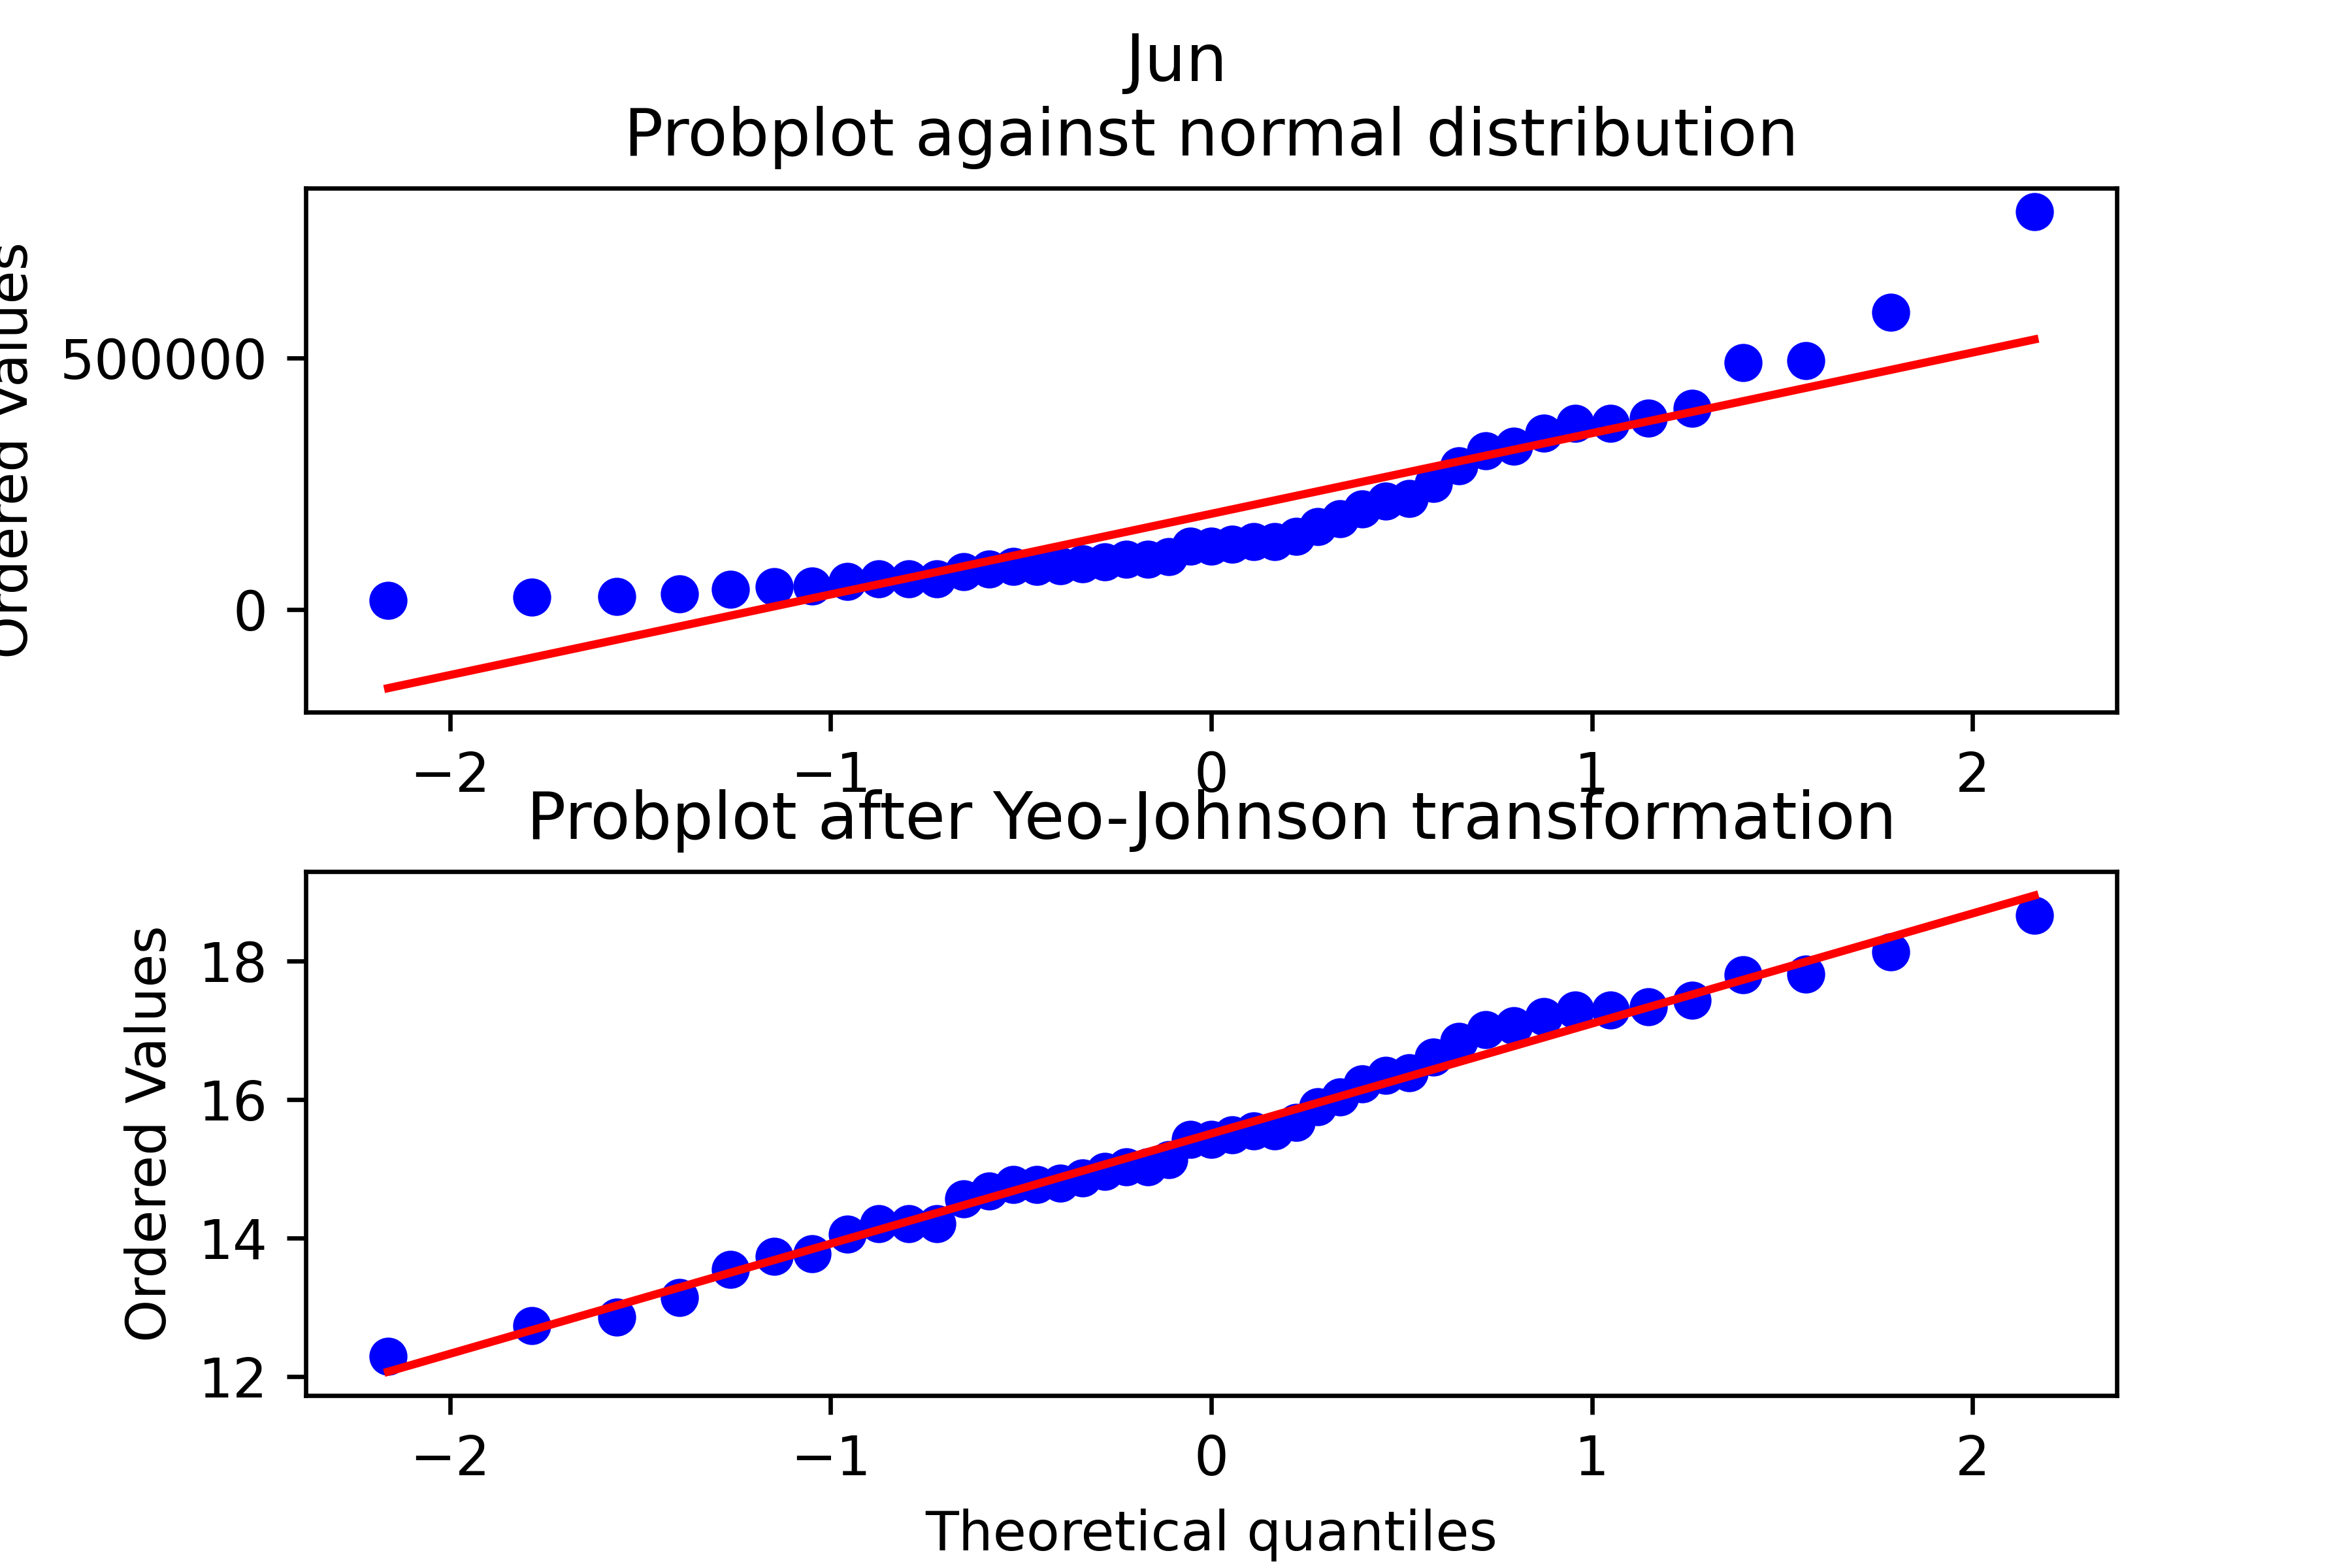 Jun
Probplot against normal distribution
Ordered Values
500000
0
−2 −1 0 1 2
Probplot after Yeo-Johnson transformation
Ordered Values
18
16
14
12
−2 −1 0 1 2
Theoretical quantiles